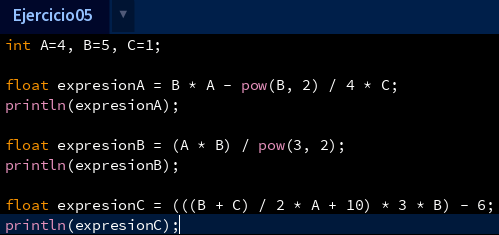 Ejercicio05
int A=4, B=5, C=1;
float expresionA = B * A - pow(B, 2) / 4 * C;
println(expresionA);
float expresionB = (A * B) / pow(3, 2);
println(expresionB);
float expresionC = (((B + C) / 2 * A + 10) * 3 * B) - 6;
println(expresionC);